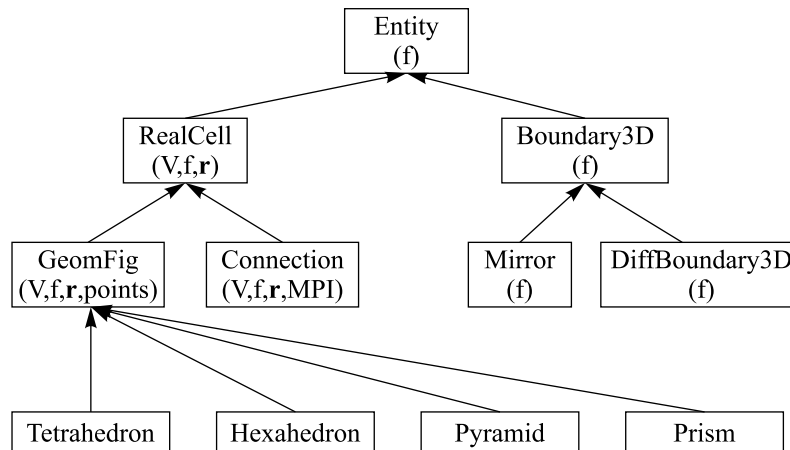 Entity
(f)
RealCell
(V,f,r)
Boundary3D
(f)
GeomFig
(V,f,r,points)
Connection
(V,f,r,MPI)
Mirror
(f)
DiffBoundary3D
(f)
Tetrahedron
Hexahedron
Pyramid
Prism